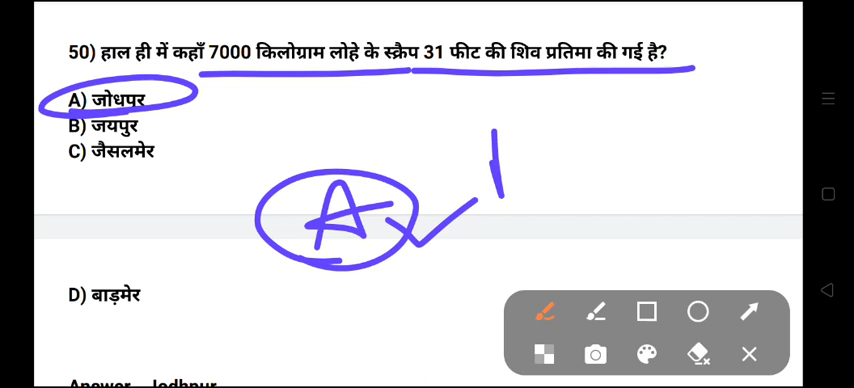 50) हाल ही में कहाँ 7000 किलोग्राम लोहे के स्क्रैप 31 फीट की शिव प्रतिमा की गई है?
A) जोधपुर
B) जयपुर
C) जैसलमेर
A
D) बाड़मेर
Answer - Jodhpur